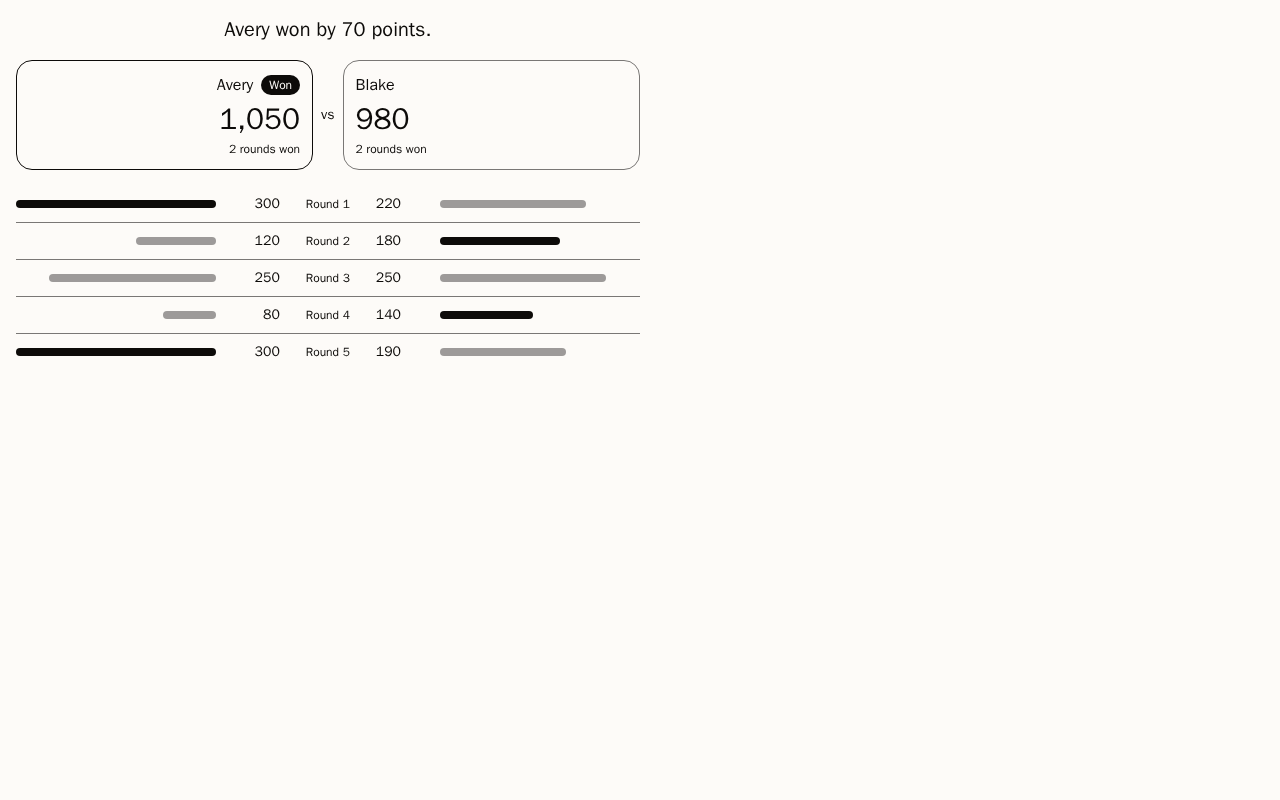 Avery won by 70 points.
Avery Won
1,050
2 rounds won
vs
Blake
980
2 rounds won
300 Round 1 220
120 Round 2 180
250 Round 3 250
80 Round 4 140
300 Round 5 190